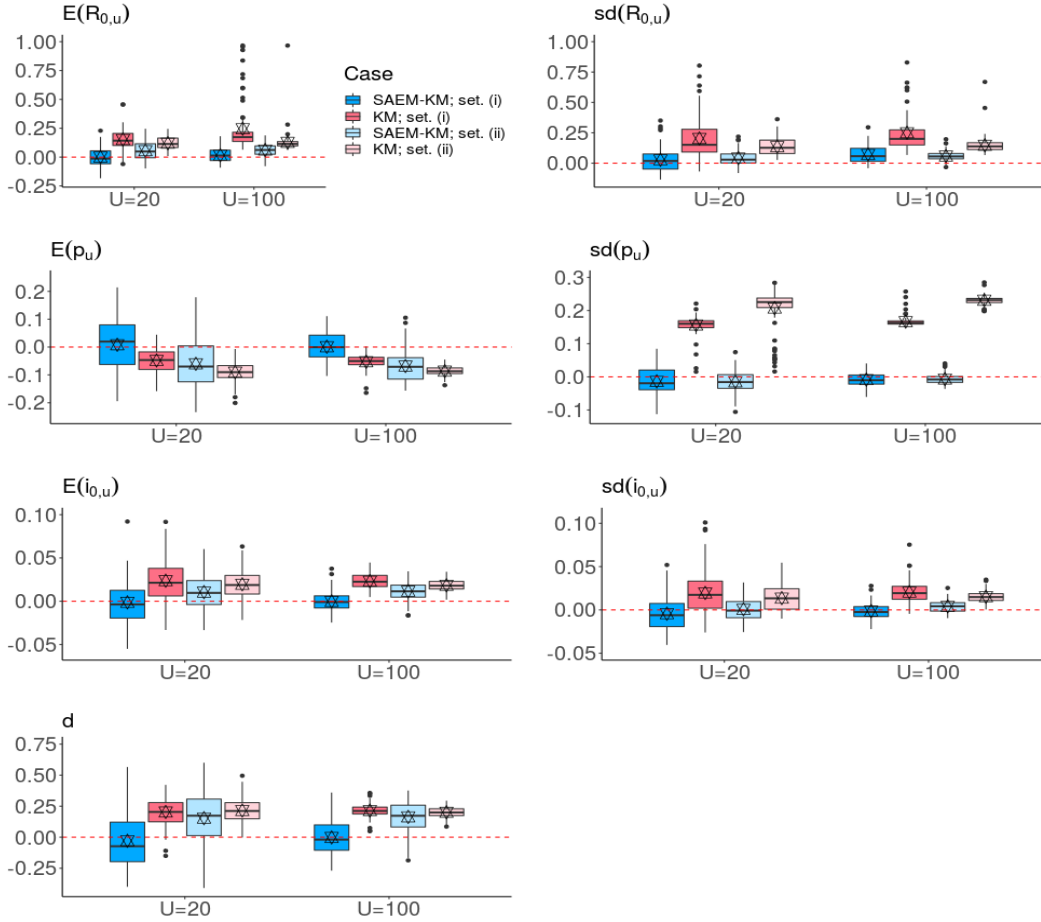 E(R0,u)
1.00
0.75
0.50
0.25
0.00
-0.25
U=20 U=100
Case
SAEM-KM; set. (i)
KM; set. (i)
SAEM-KM; set. (ii)
KM; set. (ii)
sd(R0,u)
1.00
0.75
0.50
0.25
0.00
U=20 U=100
E(pu)
0.2
0.1
0.0
-0.1
-0.2
U=20 U=100
sd(pu)
0.3
0.2
0.1
0.0
-0.1
U=20 U=100
E(i0,u)
0.10
0.05
0.00
-0.05
U=20 U=100
sd(i0,u)
0.10
0.05
0.00
-0.05
U=20 U=100
d
0.75
0.50
0.25
0.00
-0.25
U=20 U=100